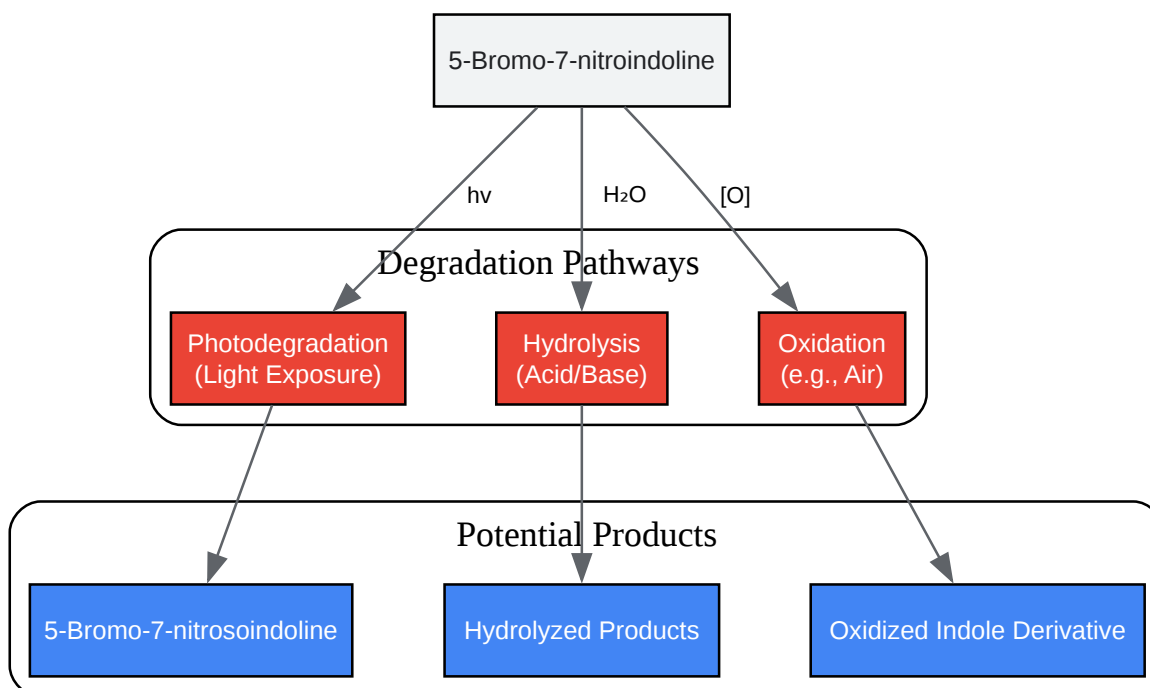 5-Bromo-7-nitroindoline
hv
H₂O
[O]
Degradation Pathways
Photodegradation
(Light Exposure)
Hydrolysis
(Acid/Base)
Oxidation
(e.g., Air)
Potential Products
5-Bromo-7-nitrosoindoline
Hydrolyzed Products
Oxidized Indole Derivative